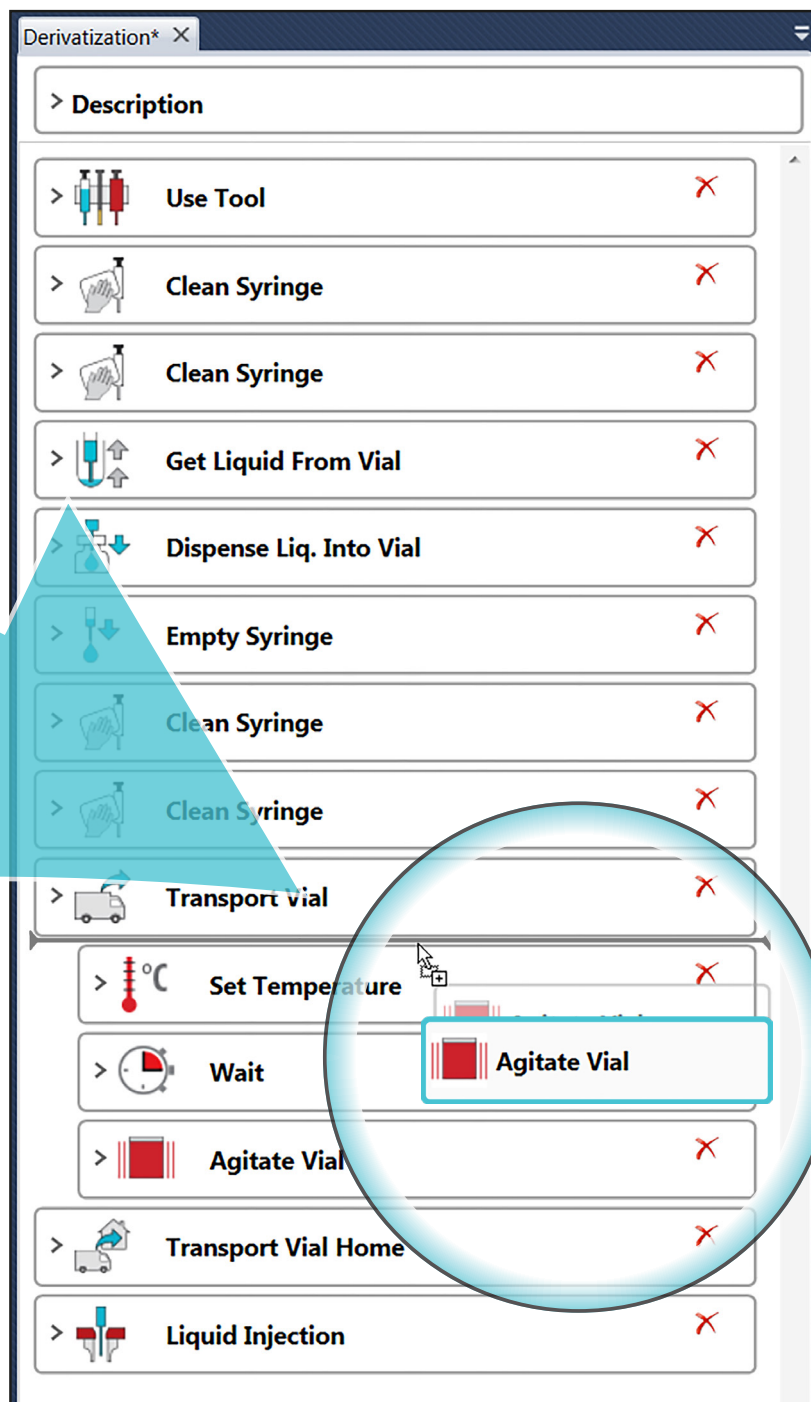 Derivatization*
Description
Use Tool
Clean Syringe
Clean Syringe
Get Liquid From Vial
Dispense Liq. Into Vial
Empty Syringe
Clean Syringe
Clean Syringe
Transport Vial
°C Set Temperature
Wait
Agitate Vial
Agitate Vial
Transport Vial Home
Liquid Injection